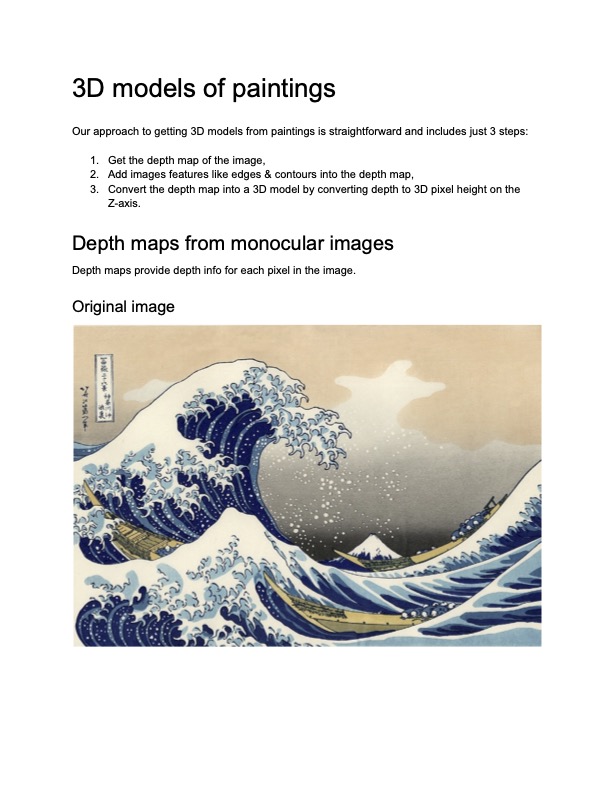 3D models of paintings
Our approach to getting 3D models from paintings is straightforward and includes just 3 steps:
1. Get the depth map of the image,
2. Add images features like edges & contours into the depth map,
3. Convert the depth map into a 3D model by converting depth to 3D pixel height on the
Z-axis.
Depth maps from monocular images
Depth maps provide depth info for each pixel in the image.
Original image